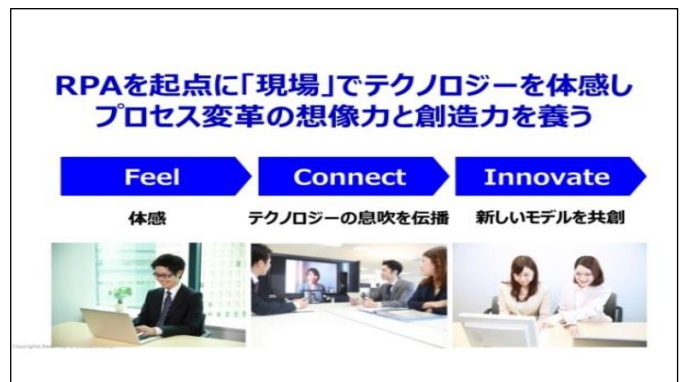 RPAを起点に「現場」でテクノロジーを体感し
プロセス変革の想像力と創造力を養う
Feel
Connect
Innovate
体感
テクノロジーの息吹を伝播
新しいモデルを共創